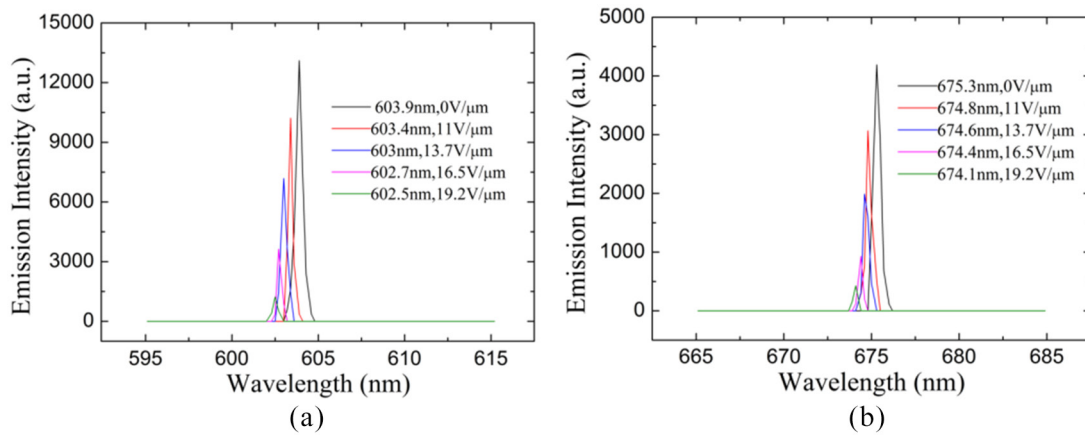 15000
12000
9000
6000
3000
0
Emission Intensity (a.u.)
603.9nm,0V/μm
603.4nm,11V/μm
603nm,13.7V/μm
602.7nm,16.5V/μm
602.5nm,19.2V/μm
595 600 605 610 615
Wavelength (nm)
(a)
5000
4000
3000
2000
1000
0
Emission Intensity (a.u.)
675.3nm,0V/μm
674.8nm,11V/μm
674.6nm,13.7V/μm
674.4nm,16.5V/μm
674.1nm,19.2V/μm
665 670 675 680 685
Wavelength (nm)
(b)